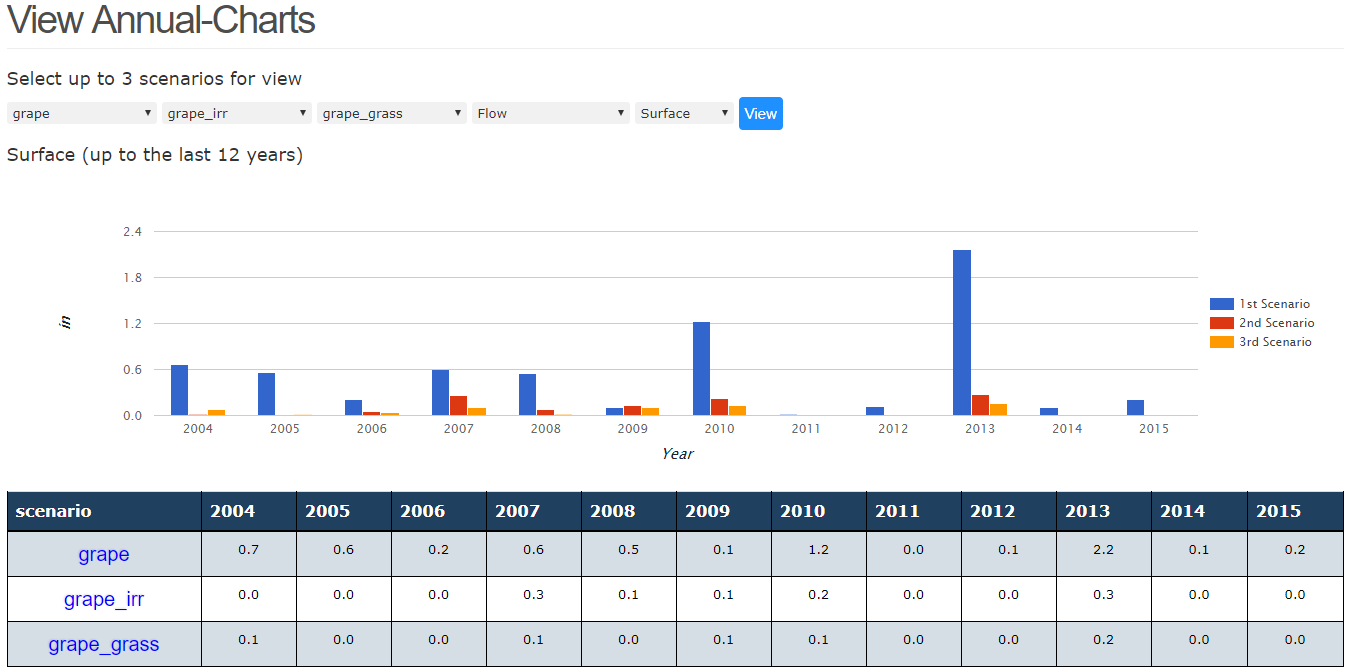 View Annual-Charts
Select up to 3 scenarios for view
grape grape_irr grape_grass Flow Surface View
Surface (up to the last 12 years)
2.4
1.8
1.2
0.6
0.0
in
1st Scenario
2nd Scenario
3rd Scenario
2004 2005 2006 2007 2008 2009 2010 2011 2012 2013 2014 2015
Year
scenario 2004 2005 2006 2007 2008 2009 2010 2011 2012 2013 2014 2015
grape 0.7 0.6 0.2 0.6 0.5 0.1 1.2 0.0 0.1 2.2 0.1 0.2
grape_irr 0.0 0.0 0.0 0.3 0.1 0.1 0.2 0.0 0.0 0.3 0.0 0.0
grape_grass 0.1 0.0 0.0 0.1 0.0 0.1 0.1 0.0 0.0 0.2 0.0 0.0